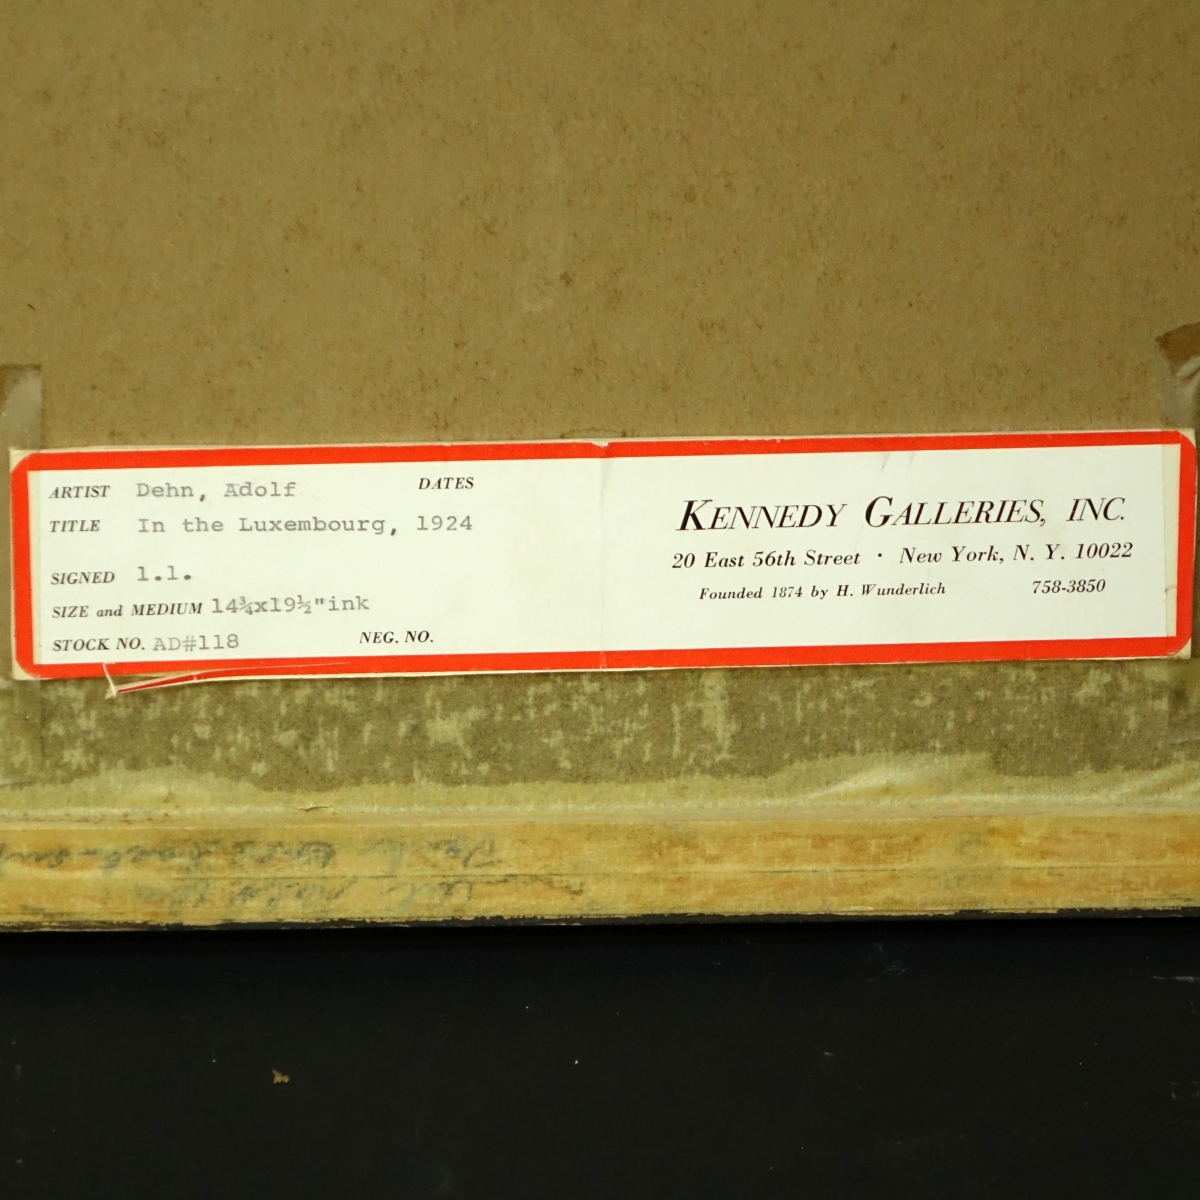 ARTIST Dehn, Adolf DATES
TITLE In the Luxembourg, 1924
SIGNED l.l.
SIZE and MEDIUM 14¾x19½"ink
STOCK NO. AD#118 NEG. NO.
KENNEDY GALLERIES, INC.
20 East 56th Street · New York, N. Y. 10022
Founded 1874 by H. Wunderlich 758-3850